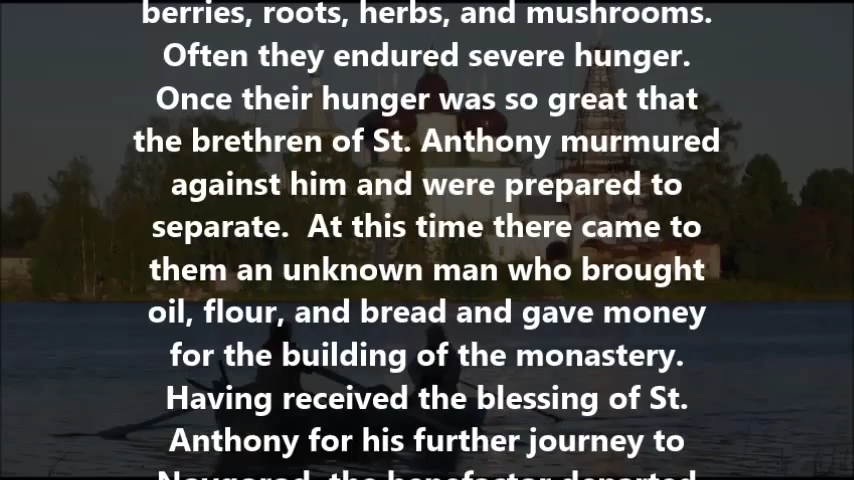 berries, roots, herbs, and mushrooms.
Often they endured severe hunger.
Once their hunger was so great that
the brethren of St. Anthony murmured
against him and were prepared to
separate.  At this time there came to
them an unknown man who brought
oil, flour, and bread and gave money
for the building of the monastery.
Having received the blessing of St.
Anthony for his further journey to
Novgorod, the benefactor departed